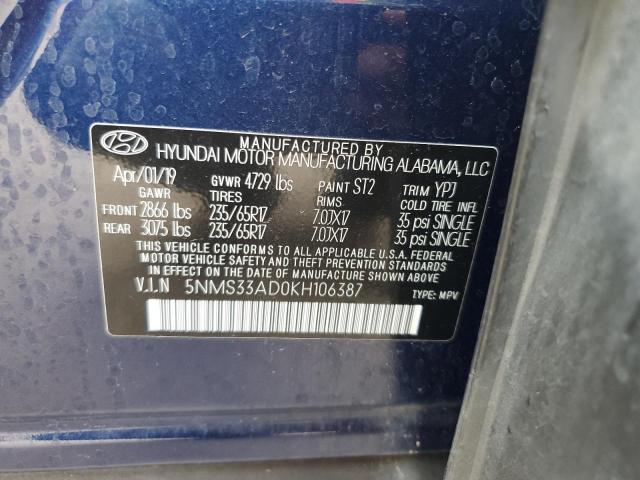 MANUFACTURED BY
HYUNDAI MOTOR MANUFACTURING ALABAMA, LLC
Apr/01/19 GVWR 4729 lbs PAINT ST2 TRIM YPJ
GAWR TIRES RIMS COLD TIRE INFL
FRONT 2866 lbs 235/65R17 7.0JX17 35 psi SINGLE
REAR 3075 lbs 235/65R17 7.0JX17 35 psi SINGLE
THIS VEHICLE CONFORMS TO ALL APPLICABLE U.S.A. FEDERAL
MOTOR VEHICLE SAFETY AND THEFT PREVENTION STANDARDS
IN EFFECT ON THE DATE OF MANUFACTURE SHOWN ABOVE.
V.I.N 5NMS33AD0KH106387 TYPE: MPV